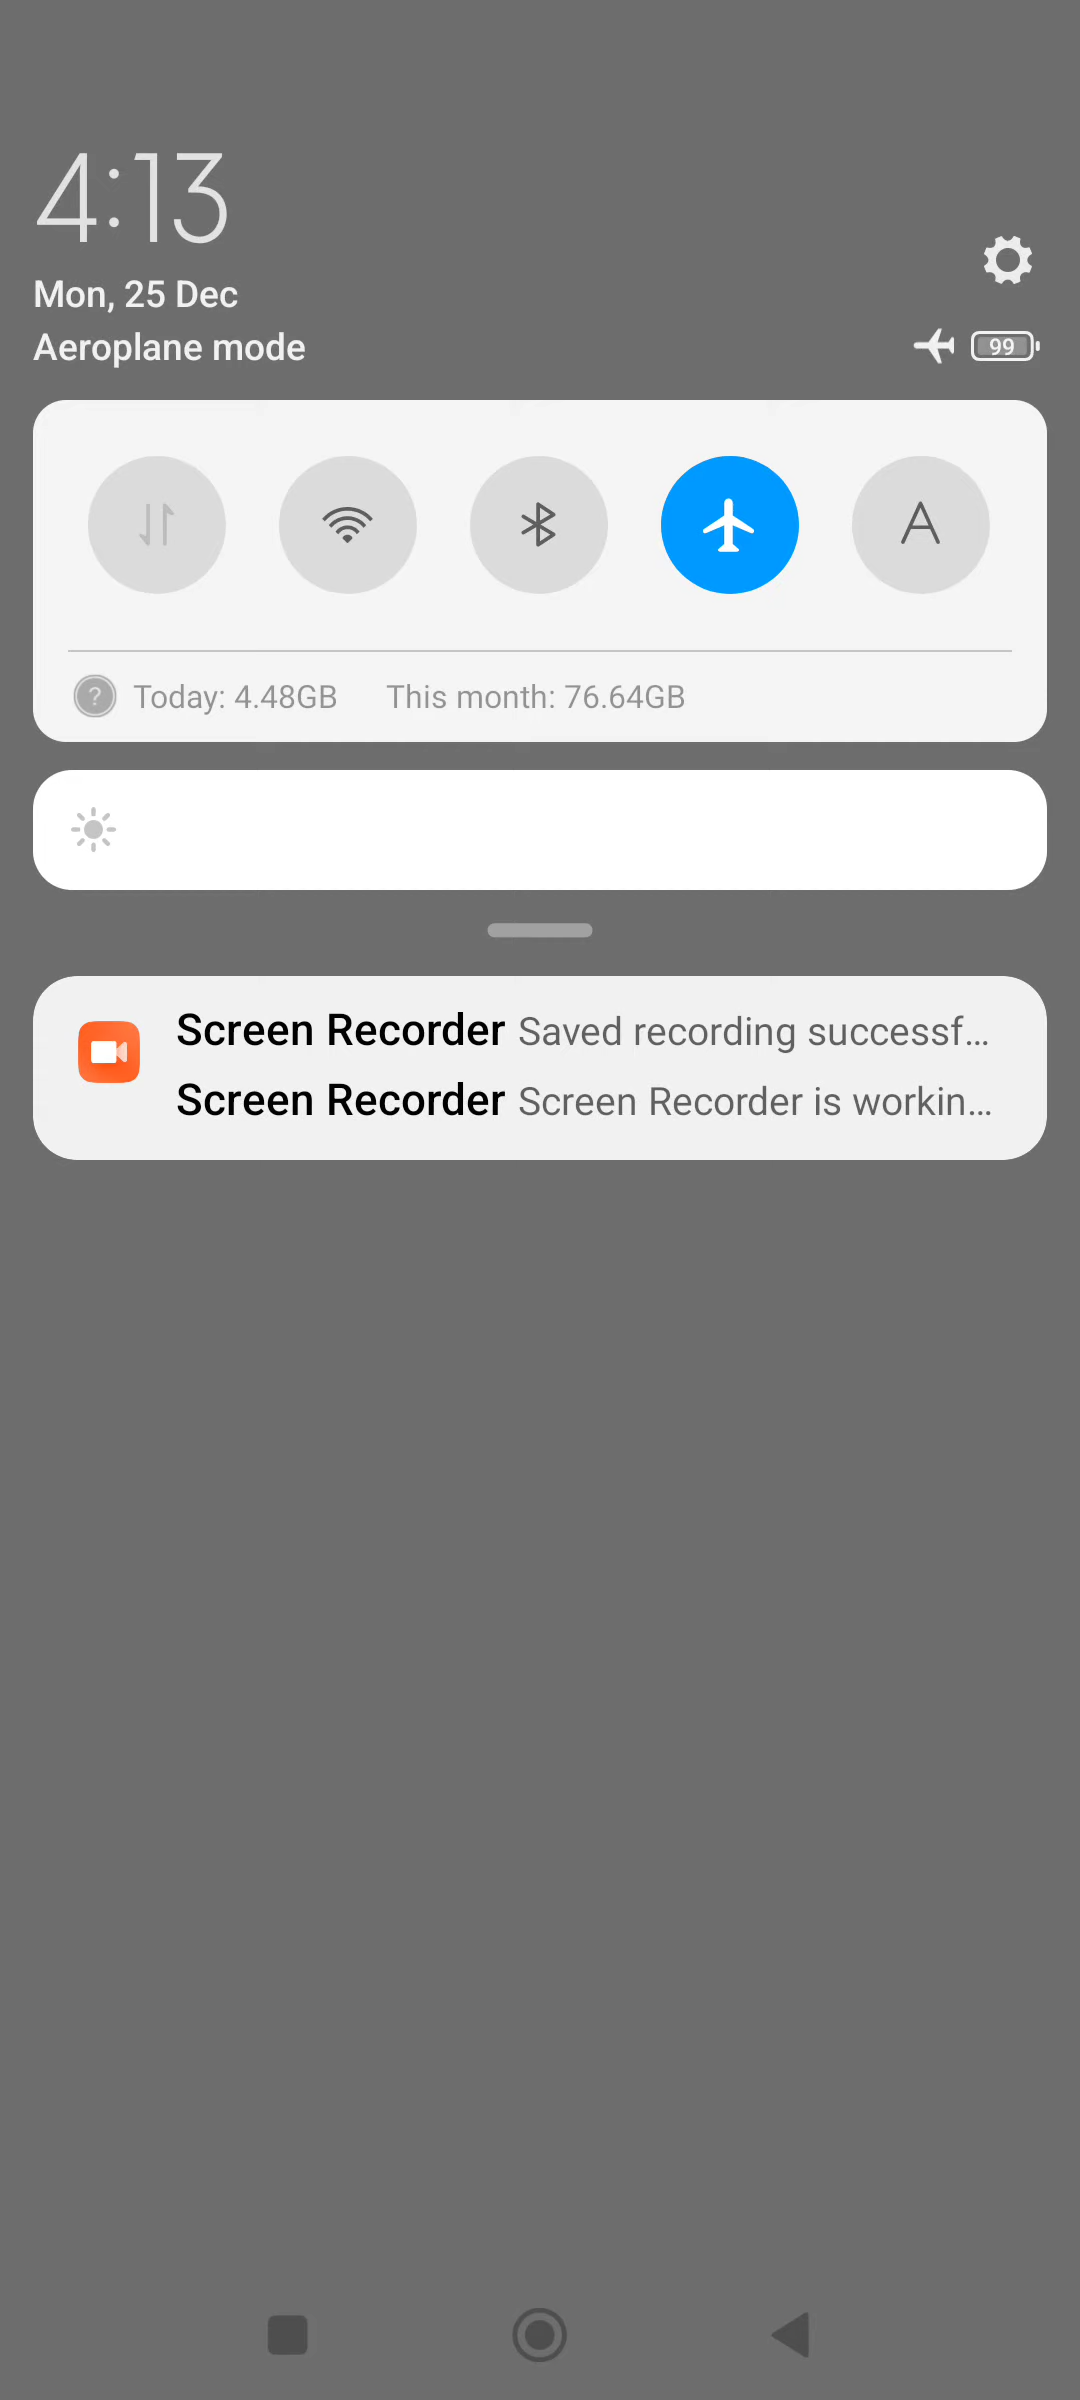 4:13
Mon, 25 Dec
Aeroplane mode
99
A
? Today: 4.48GB This month: 76.64GB
Screen Recorder Saved recording successf...
Screen Recorder Screen Recorder is workin...